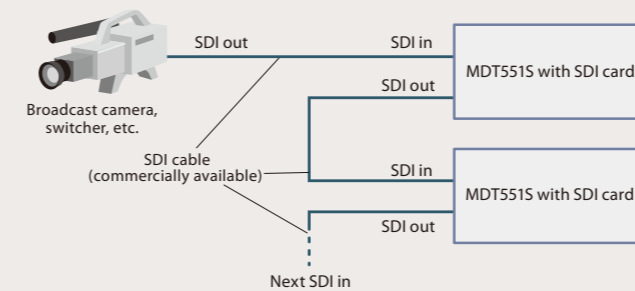 SDI out
SDI in
MDT551S with SDI card
SDI out
Broadcast camera,
switcher, etc.
SDI cable
(commercially available)
SDI in
MDT551S with SDI card
SDI out
Next SDI in